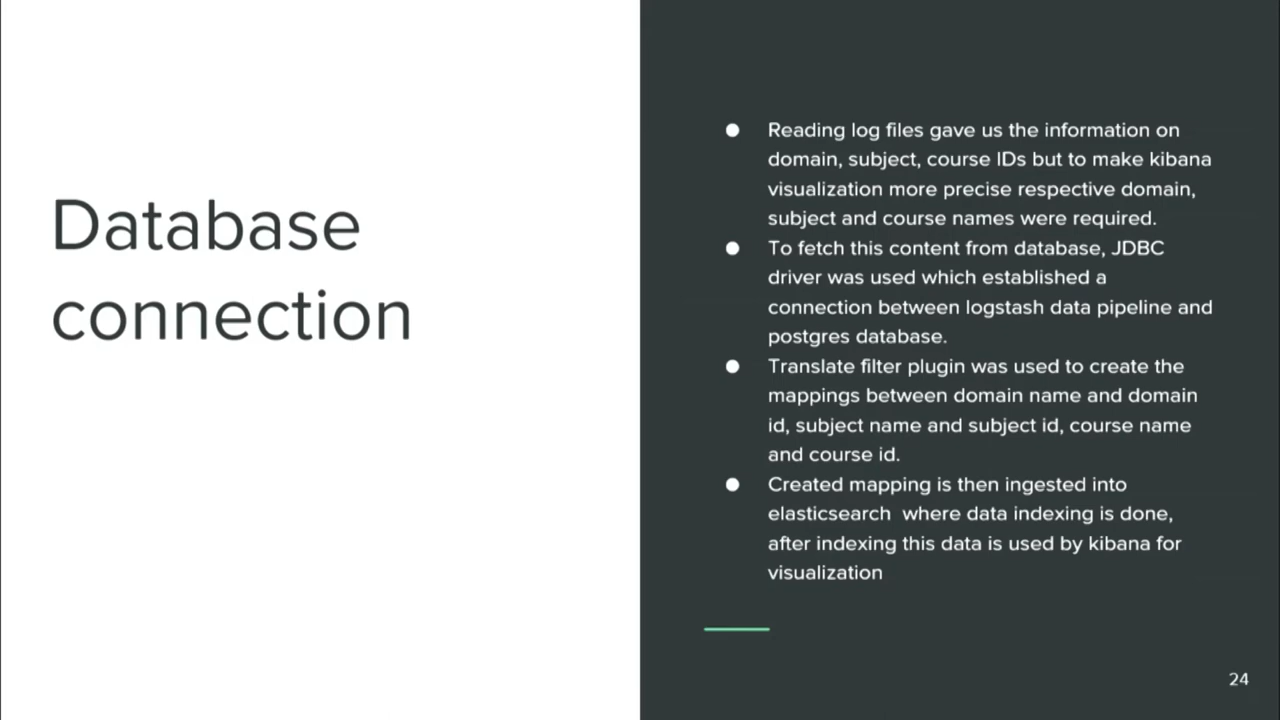 Database
connection
● Reading log files gave us the information on
domain, subject, course IDs but to make kibana
visualization more precise respective domain,
subject and course names were required.
● To fetch this content from database, JDBC
driver was used which established a
connection between logstash data pipeline and
postgres database.
● Translate filter plugin was used to create the
mappings between domain name and domain
id, subject name and subject id, course name
and course id.
● Created mapping is then ingested into
elasticsearch  where data indexing is done,
after indexing this data is used by kibana for
visualization
24